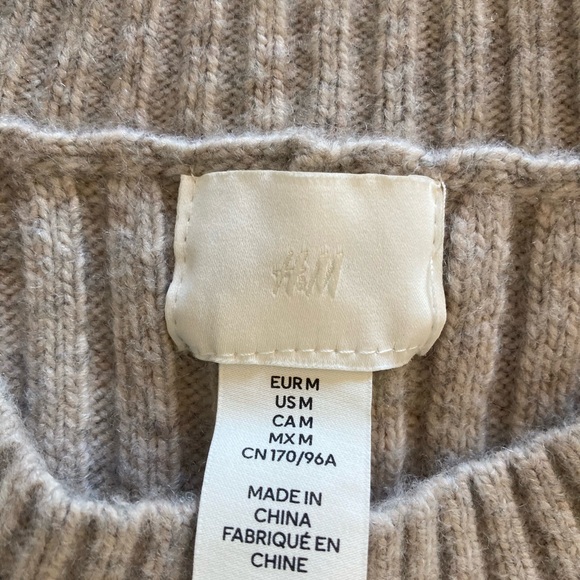 H&M
EUR M
US M
CA M
MX M
CN 170/96A
MADE IN
CHINA
FABRIQUÉ EN
CHINE